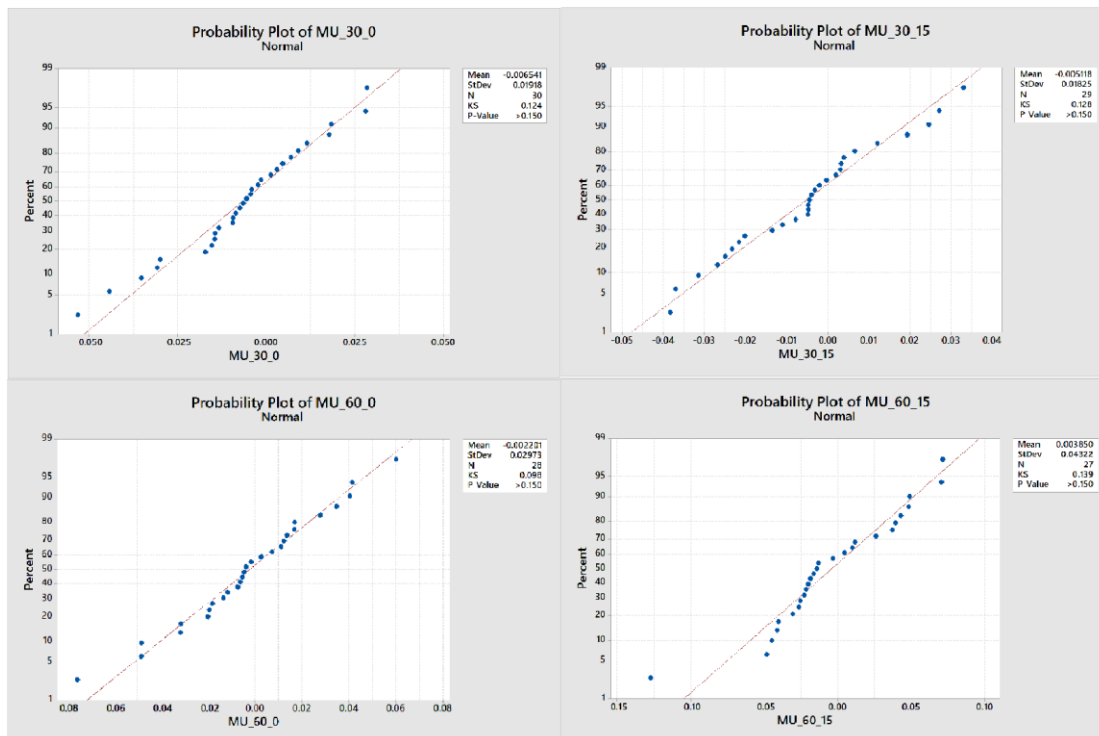 Probability Plot of MU_30_0
Normal
99
95
90
80
70
60
50
40
30
20
10
5
1
Percent
0.050 0.025 0.000 0.025 0.050
MU_30_0
Mean -0.006541
StDev 0.01918
N 30
KS 0.124
P-Value >0.150
Probability Plot of MU_30_15
Normal
99
95
90
80
70
60
50
40
30
20
10
5
1
Percent
-0.05 -0.04 -0.03 -0.02 -0.01 0.00 0.01 0.02 0.03 0.04
MU_30_15
Mean -0.005118
StDev 0.01825
N 29
KS 0.128
P Value >0.150
Probability Plot of MU_60_0
Normal
99
95
90
80
70
60
50
40
30
20
10
5
1
Percent
0.08 0.06 0.04 0.02 0.00 0.02 0.04 0.06 0.08
MU_60_0
Mean
StDev 0.02973
N 28
KS 0.098
P Value >0.150
Probability Plot of MU_60_15
Normal
99
95
90
80
70
60
50
40
30
20
10
5
1
Percent
0.15 0.10 0.05 0.00 0.05 0.10
MU_60_15
Mean 0.003850
StDev 0.04322
N 27
KS 0.139
P Value >0.150